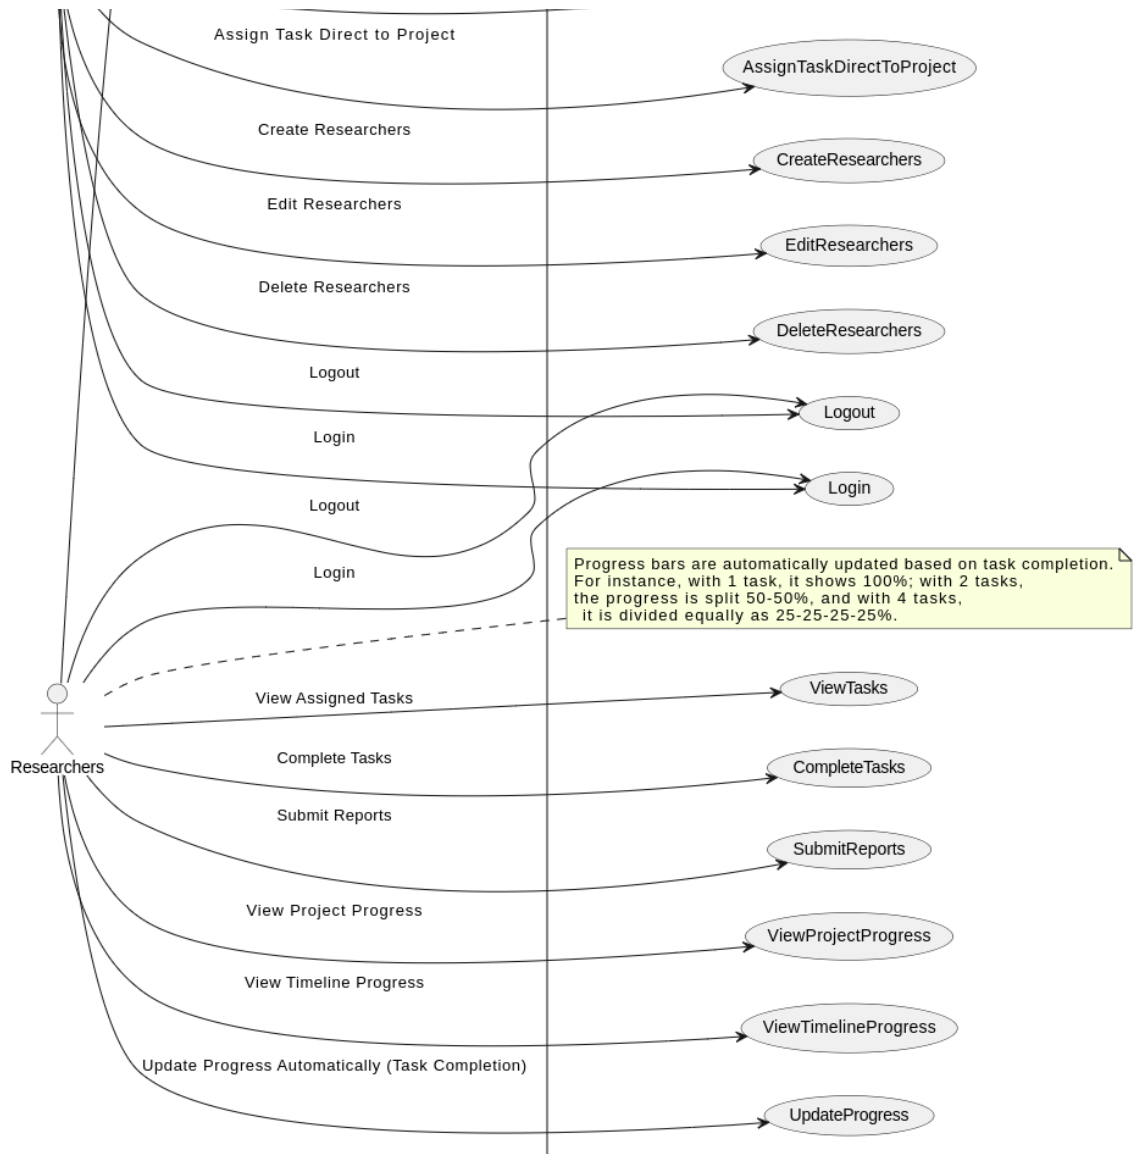 Assign Task Direct to Project
AssignTaskDirectToProject
Create Researchers
CreateResearchers
Edit Researchers
EditResearchers
Delete Researchers
DeleteResearchers
Logout
Logout
Login
Login
Logout
Login
Progress bars are automatically updated based on task completion.
For instance, with 1 task, it shows 100%; with 2 tasks,
the progress is split 50-50%, and with 4 tasks,
it is divided equally as 25-25-25-25%.
View Assigned Tasks
ViewTasks
Researchers
Complete Tasks
CompleteTasks
Submit Reports
SubmitReports
View Project Progress
ViewProjectProgress
View Timeline Progress
ViewTimelineProgress
Update Progress Automatically (Task Completion)
UpdateProgress